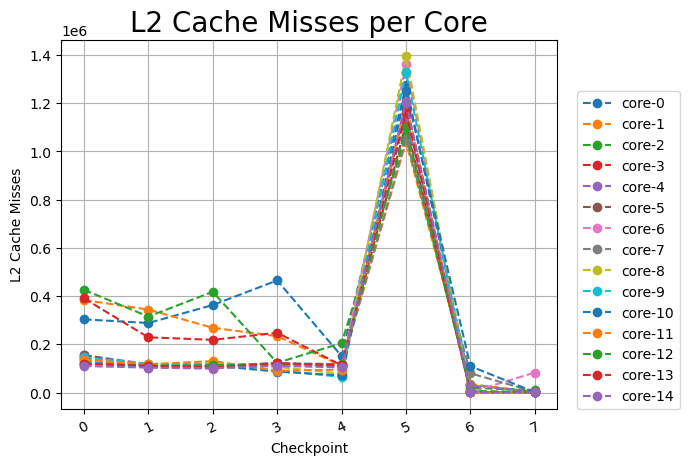 L2 Cache Misses per Core
1e6
1.4
1.2
1.0
0.8
0.6
0.4
0.2
0.0
L2 Cache Misses
0 1 2 3 4 5 6 7
Checkpoint
core-0
core-1
core-2
core-3
core-4
core-5
core-6
core-7
core-8
core-9
core-10
core-11
core-12
core-13
core-14